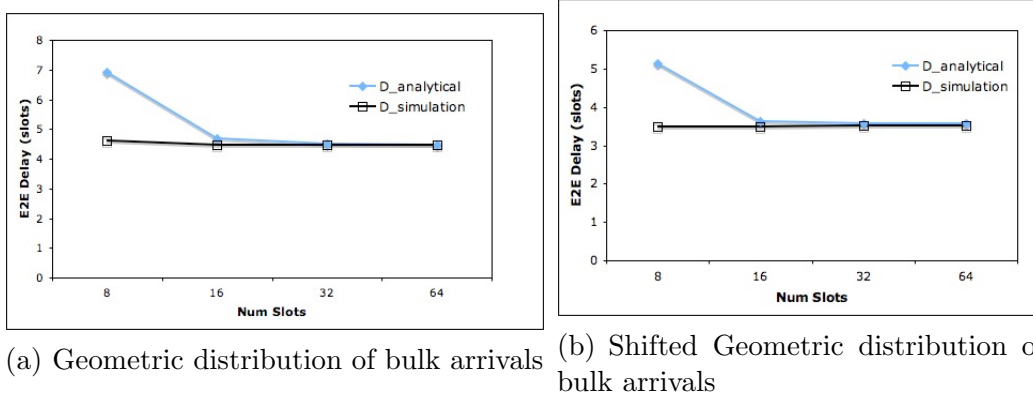 8
7
6
5
4
3
2
1
0
E2E Delay (slots)
D_analytical
D_simulation
8 16 32 64
Num Slots
(a) Geometric distribution of bulk arrivals
6
5
4
3
2
1
0
E2E Delay (slots)
D_analytical
D_simulation
8 16 32 64
Num Slots
(b) Shifted Geometric distribution o
bulk arrivals